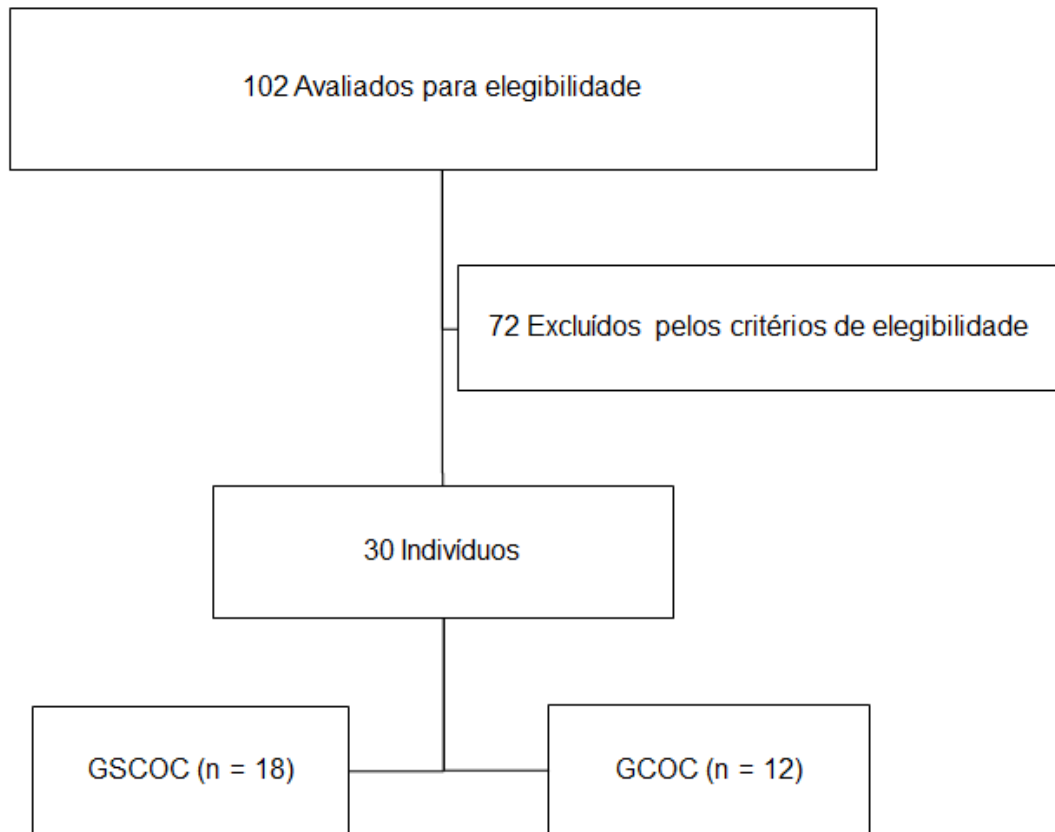 102 Avaliados para elegibilidade
72 Excluídos pelos critérios de elegibilidade
30 Indivíduos
GSCOC (n = 18)
GCOC (n = 12)